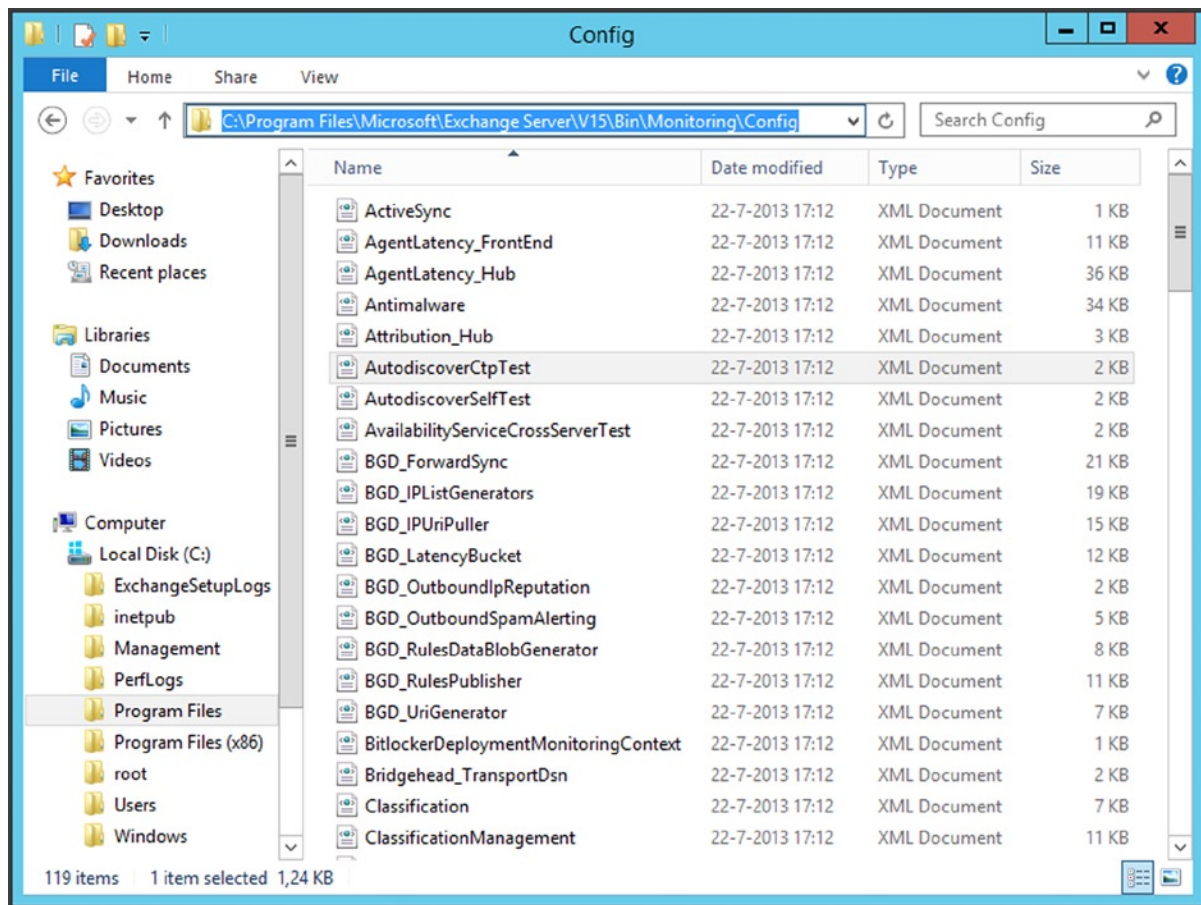 Config
File Home Share View
C:\Program Files\Microsoft\Exchange Server\V15\Bin\Monitoring\Config Search Config
Favorites
Desktop
Downloads
Recent places
Libraries
Documents
Music
Pictures
Videos
Computer
Local Disk (C:)
ExchangeSetupLogs
inetpub
Management
PerfLogs
Program Files
Program Files (x86)
root
Users
Windows
Name Date modified Type Size
ActiveSync 22-7-2013 17:12 XML Document 1 KB
AgentLatency_FrontEnd 22-7-2013 17:12 XML Document 11 KB
AgentLatency_Hub 22-7-2013 17:12 XML Document 36 KB
Antimalware 22-7-2013 17:12 XML Document 34 KB
Attribution_Hub 22-7-2013 17:12 XML Document 3 KB
AutodiscoverCtpTest 22-7-2013 17:12 XML Document 2 KB
AutodiscoverSelfTest 22-7-2013 17:12 XML Document 2 KB
AvailabilityServiceCrossServerTest 22-7-2013 17:12 XML Document 2 KB
BGD_ForwardSync 22-7-2013 17:12 XML Document 21 KB
BGD_IPListGenerators 22-7-2013 17:12 XML Document 19 KB
BGD_IPUriPuller 22-7-2013 17:12 XML Document 15 KB
BGD_LatencyBucket 22-7-2013 17:12 XML Document 12 KB
BGD_OutboundIpReputation 22-7-2013 17:12 XML Document 2 KB
BGD_OutboundSpamAlerting 22-7-2013 17:12 XML Document 5 KB
BGD_RulesDataBlobGenerator 22-7-2013 17:12 XML Document 8 KB
BGD_RulesPublisher 22-7-2013 17:12 XML Document 11 KB
BGD_UriGenerator 22-7-2013 17:12 XML Document 7 KB
BitlockerDeploymentMonitoringContext 22-7-2013 17:12 XML Document 1 KB
Bridgehead_TransportDsn 22-7-2013 17:12 XML Document 2 KB
Classification 22-7-2013 17:12 XML Document 7 KB
ClassificationManagement 22-7-2013 17:12 XML Document 11 KB
119 items 1 item selected 1,24 KB